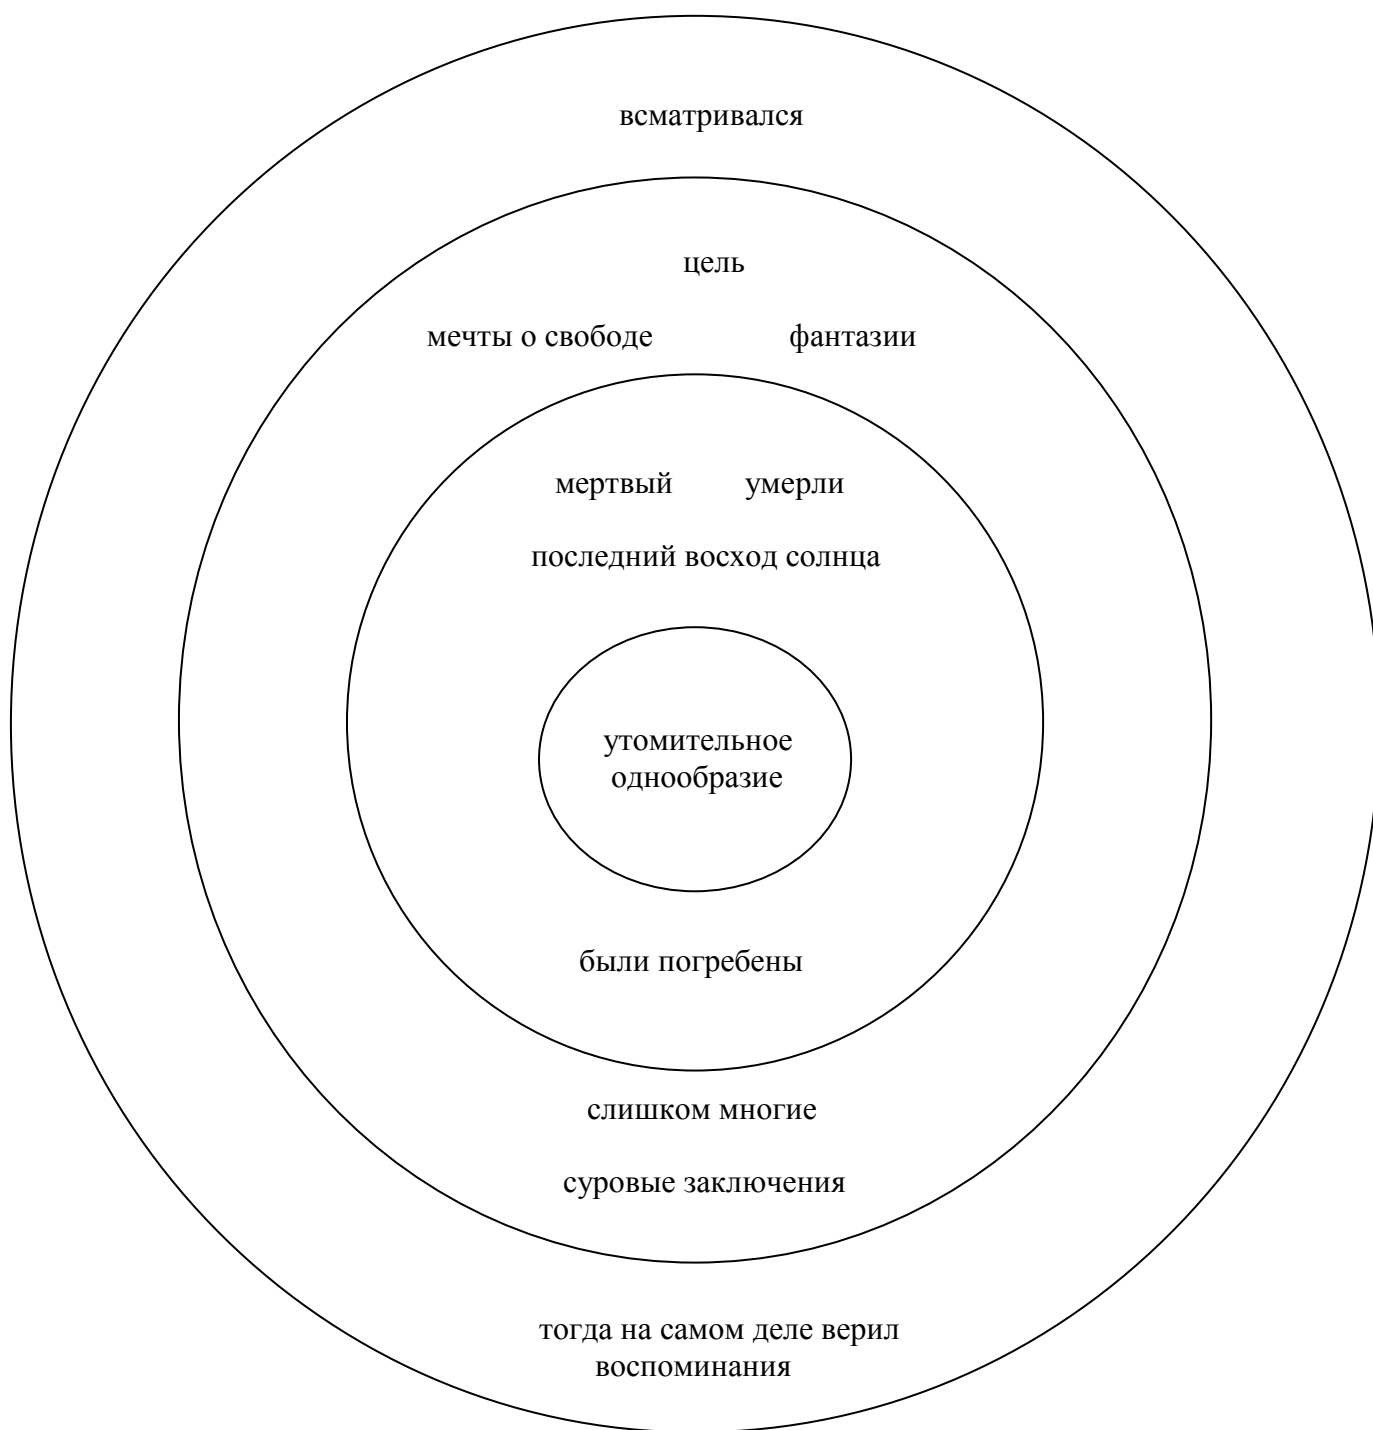 всматривался
цель
мечты о свободе фантазии
мертвый умерли
последний восход солнца
утомительное
однообразие
были погребены
слишком многие
суровые заключения
тогда на самом деле верил
воспоминания